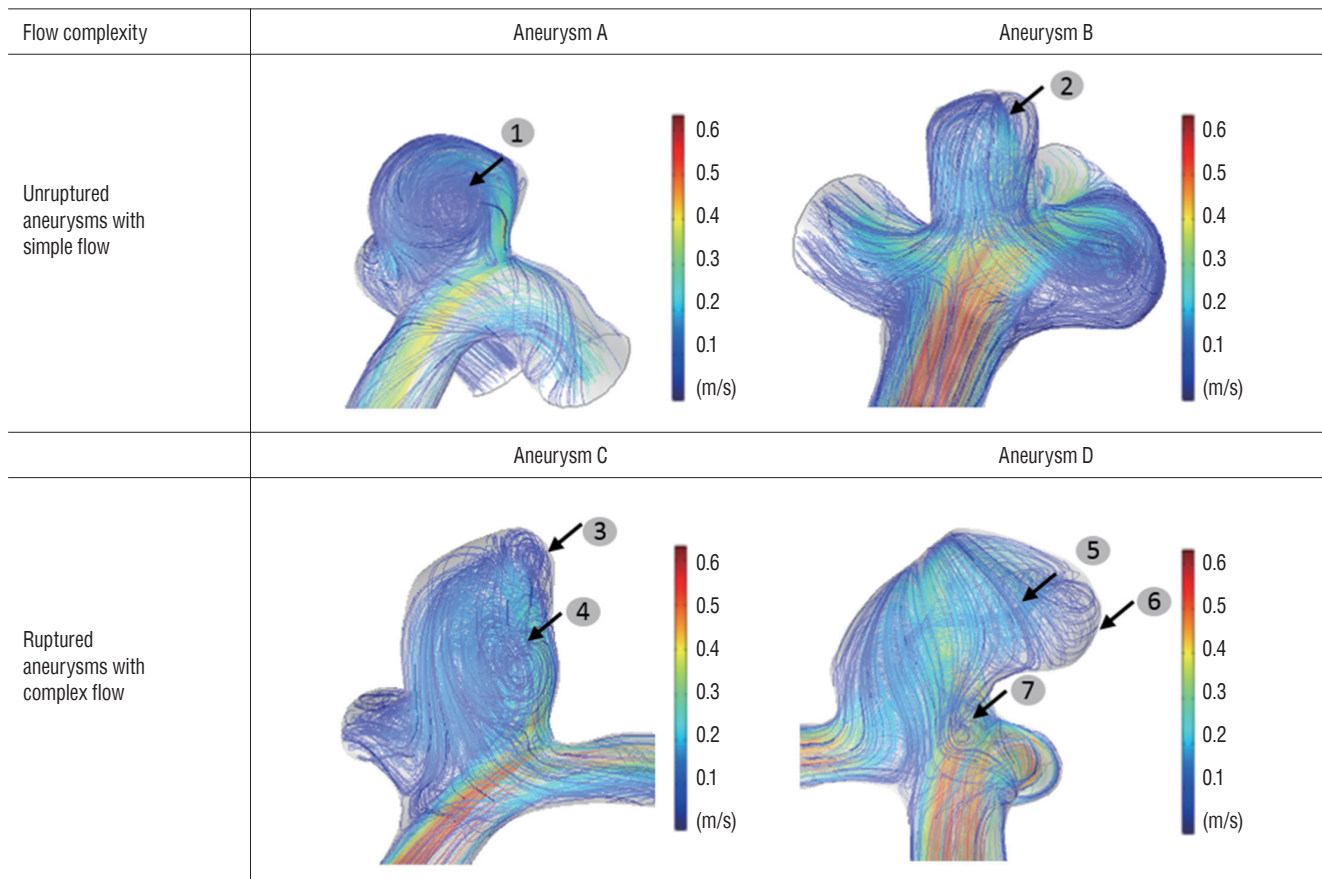 Flow complexity
Aneurysm A
Aneurysm B
Unruptured
aneurysms with
simple flow
1
0.6
0.5
0.4
0.3
0.2
0.1
(m/s)
2
0.6
0.5
0.4
0.3
0.2
0.1
(m/s)
Aneurysm C
Aneurysm D
Ruptured
aneurysms with
complex flow
3
4
0.6
0.5
0.4
0.3
0.2
0.1
(m/s)
5
6
7
0.6
0.5
0.4
0.3
0.2
0.1
(m/s)